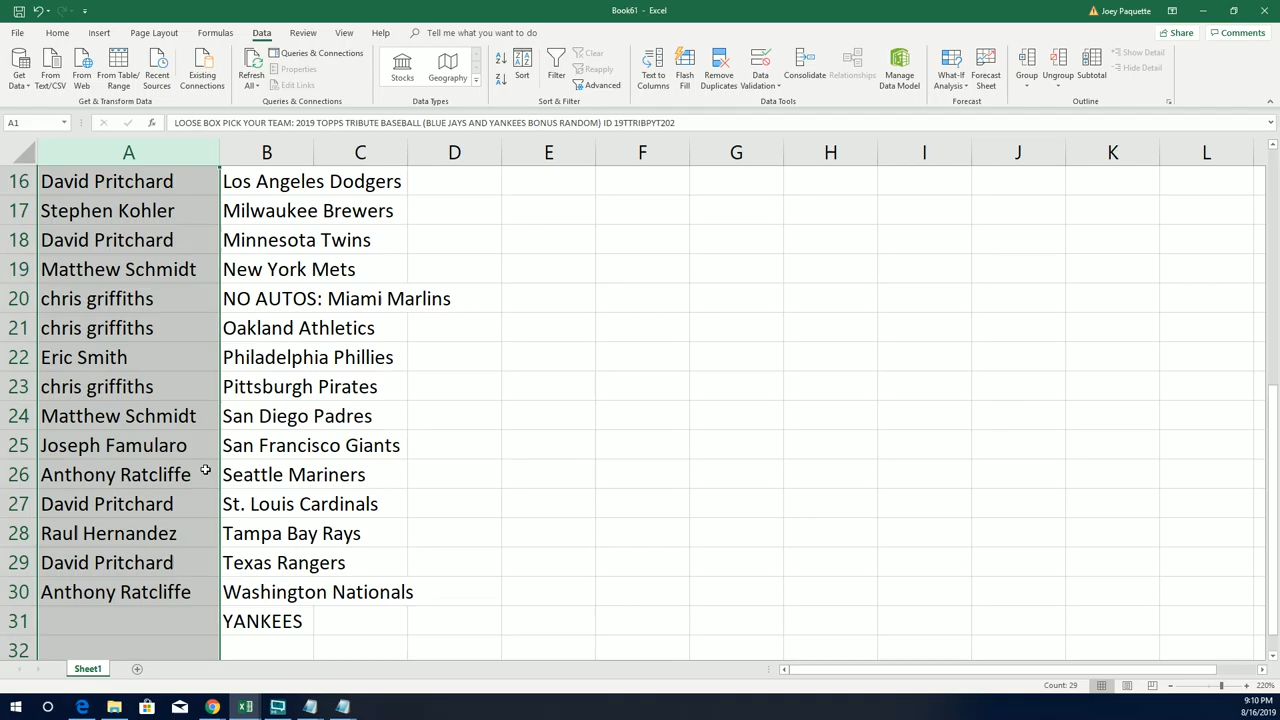 Book61 - Excel
Joey Paquette
File Home Insert Page Layout Formulas Data Review View Help Tell me what you want to do
Share Comments
Get Data From Text/CSV From Web From Table/Range Recent Sources Existing Connections
Refresh All Queries & Connections Properties Edit Links
Stocks Geography
Sort Filter Clear Reapply Advanced
Text to Columns Flash Fill Remove Duplicates Data Validation Consolidate Relationships Manage Data Model
What-If Analysis Forecast Sheet Group Ungroup Subtotal Show Detail Hide Detail
Get & Transform Data Queries & Connections Data Types Sort & Filter Data Tools Forecast Outline
A1 fx LOOSE BOX PICK YOUR TEAM: 2019 TOPPS TRIBUTE BASEBALL (BLUE JAYS AND YANKEES BONUS RANDOM) ID 19TTRIBPYT202
A B C D E F G H I J K L
16 David Pritchard Los Angeles Dodgers
17 Stephen Kohler Milwaukee Brewers
18 David Pritchard Minnesota Twins
19 Matthew Schmidt New York Mets
20 chris griffiths NO AUTOS: Miami Marlins
21 chris griffiths Oakland Athletics
22 Eric Smith Philadelphia Phillies
23 chris griffiths Pittsburgh Pirates
24 Matthew Schmidt San Diego Padres
25 Joseph Famularo San Francisco Giants
26 Anthony Ratcliffe Seattle Mariners
27 David Pritchard St. Louis Cardinals
28 Raul Hernandez Tampa Bay Rays
29 David Pritchard Texas Rangers
30 Anthony Ratcliffe Washington Nationals
31 YANKEES
32
Sheet1
Count: 29 220%
9:10 PM
8/16/2019